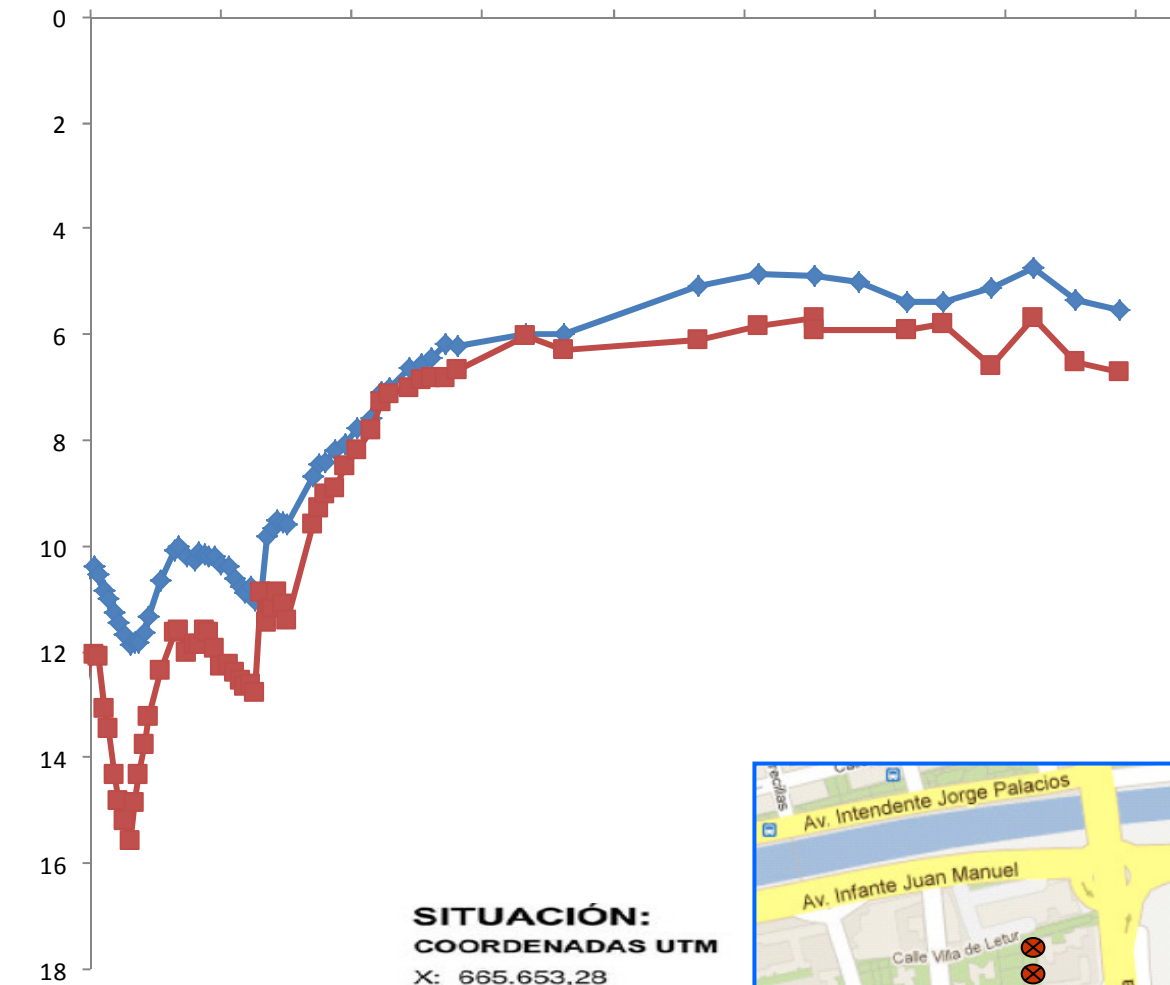 0
2
4
6
8
10
12
14
16
18
SITUACIÓN:
COORDENADAS UTM
X: 665.653,28
Av. Intendente Jorge Palacios
Av. Infante Juan Manuel
Calle Villa de Letur